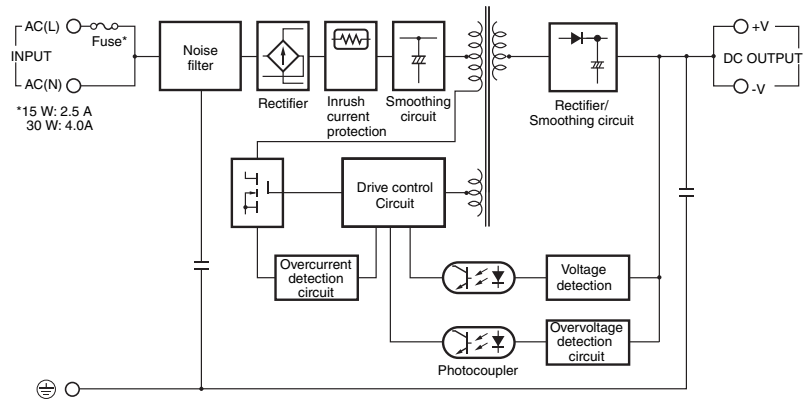 AC(L)
Fuse*
INPUT
AC(N)
*15 W: 2.5 A
30 W: 4.0A
Noise
filter
Rectifier
Inrush
current
protection
Smoothing
circuit
Rectifier/
Smoothing circuit
+V
DC OUTPUT
-V
Drive control
Circuit
Overcurrent
detection
circuit
Voltage
detection
Overvoltage
detection
circuit
Photocoupler